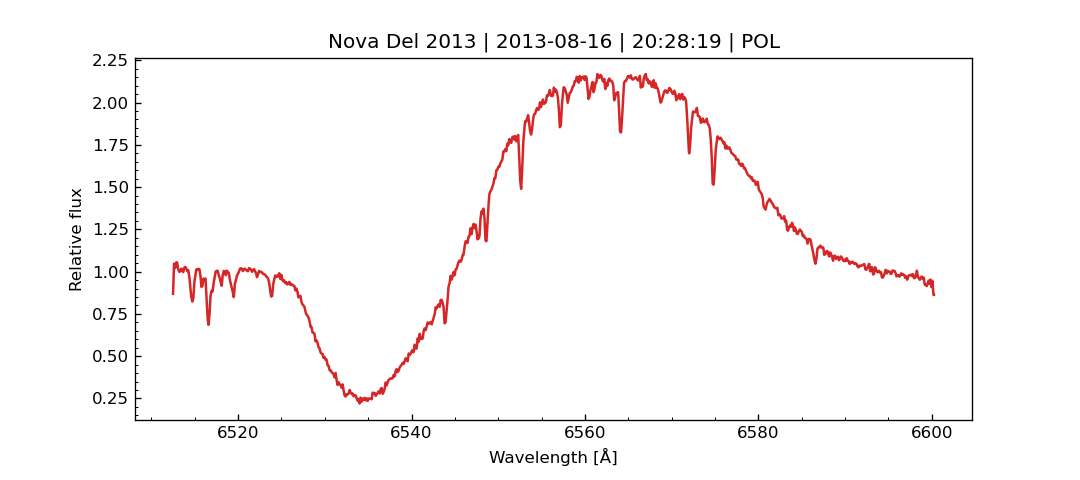 Nova Del 2013 | 2013-08-16 | 20:28:19 | POL
2.25
2.00
1.75
1.50
1.25
1.00
0.75
0.50
0.25
Relative flux
6520 6540 6560 6580 6600
Wavelength [Å]